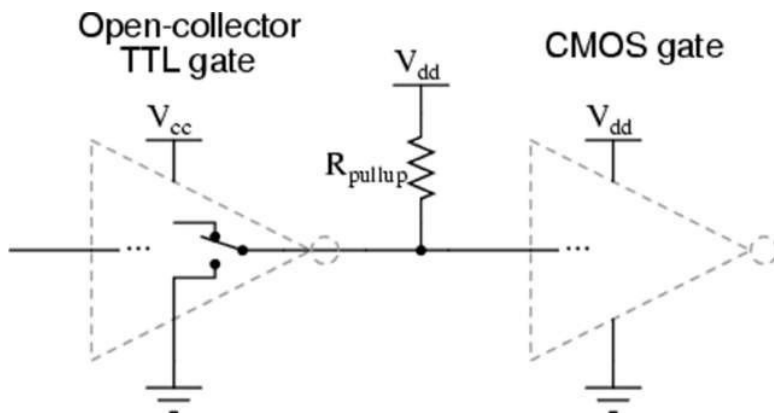 Open-collector
TTL gate
CMOS gate
Vdd
Vcc
Vdd
Rpullup
...
...